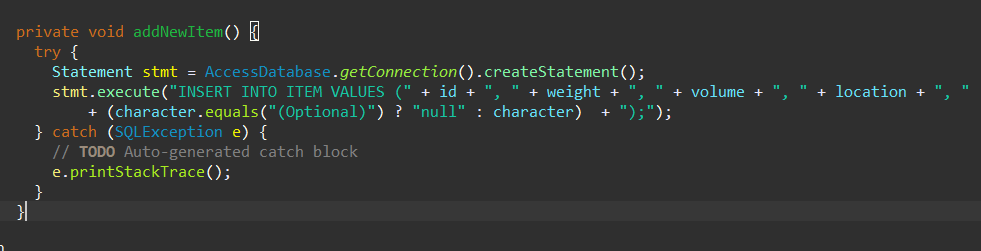 private void addNewItem() {
try {
Statement stmt = AccessDatabase.getConnection().createStatement();
stmt.execute("INSERT INTO ITEM VALUES (" + id + ", " + weight + ", " + volume + ", " + location + ", "
+ (character.equals("(Optional)") ? "null" : character)  + ");");
} catch (SQLException e) {
// TODO Auto-generated catch block
e.printStackTrace();
}
}